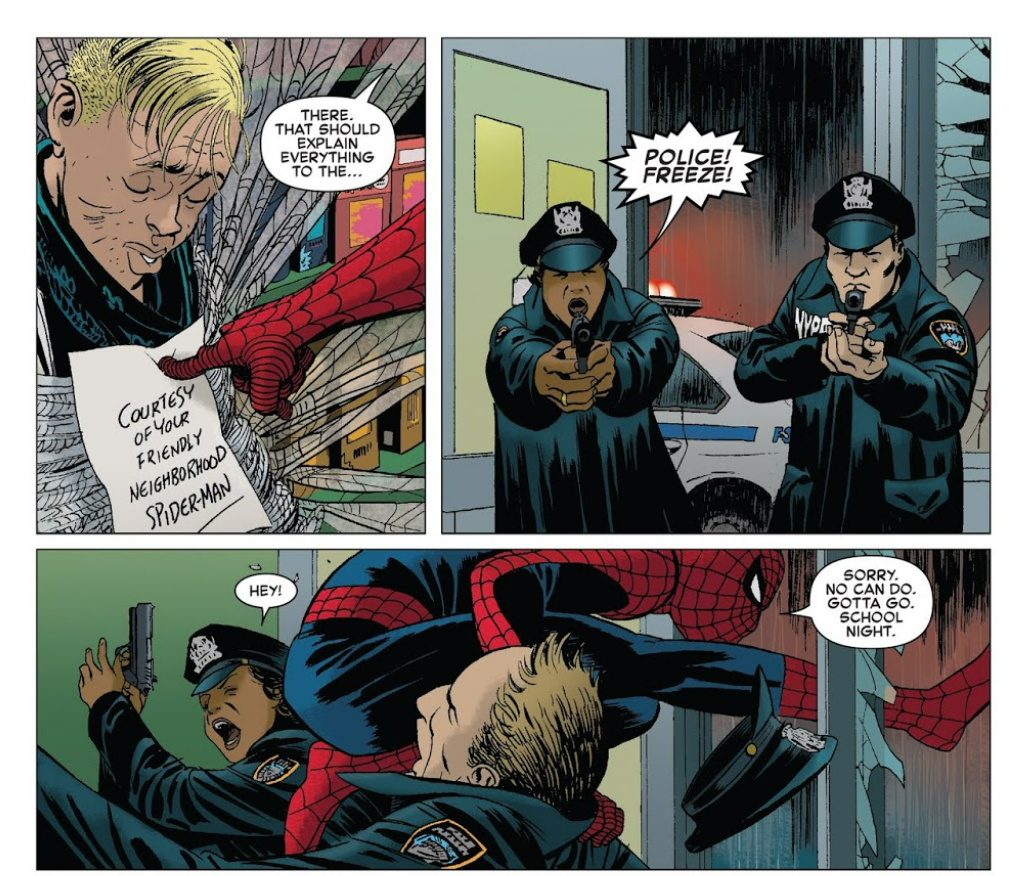 THERE.
THAT SHOULD
EXPLAIN
EVERYTHING
TO THE...
COURTESY
OF YOUR
FRIENDLY
NEIGHBORHOOD
SPIDER-MAN
POLICE!
FREEZE!
NYPD
HEY!
SORRY.
NO CAN DO.
GOTTA GO.
SCHOOL
NIGHT.